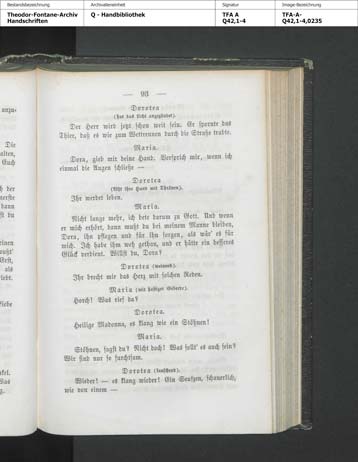 Bestandsbezeichnung
Theodor-Fontane-Archiv
Handschriften
Archivalieneinheit
Q - Handbibliothek
Signatur
TFA A
Q42,1-4
Image-Bezeichnung
TFA-A-
Q42,1-4,0235
— 93 —
Dorotea
(hat das Licht angezündet).
Der Herr wird jetzt schon weit sein. Er spornte das
Thier, daß es wie zum Wettrennen durch die Straße trabte.
Maria.
Dora, gieb mir deine Hand. Versprich mir, wenn ich
einmal die Augen schließe —
Dorotea
(küßt ihre Hand mit Thränen).
Ihr werdet leben.
Maria.
Nicht lange mehr, ich bete darum zu Gott. Und wenn
er mich erhört, dann mußt du bei meinem Manne bleiben,
Dora, ihn pflegen und für ihn sorgen, als wär' es für
mich. Ich habe ihm weh gethan, und er hätte ein besseres
Glück verdient. Willst du, Dora?
Dorotea (weinend).
Ihr brecht mir das Herz mit solchen Reden.
Maria (mit heftiger Geberde).
Horch! Was rief da?
Dorotea.
Heilige Madonna, es klang wie ein Stöhnen!
Maria.
Stöhnen, sagst du? Nicht doch! Was sollt' es auch sein?
Wir sind nur so furchtsam.
Dorotea (lauschend).
Wieder! — es klang wieder! Ein Seufzen, schauerlich,
wie von einem —